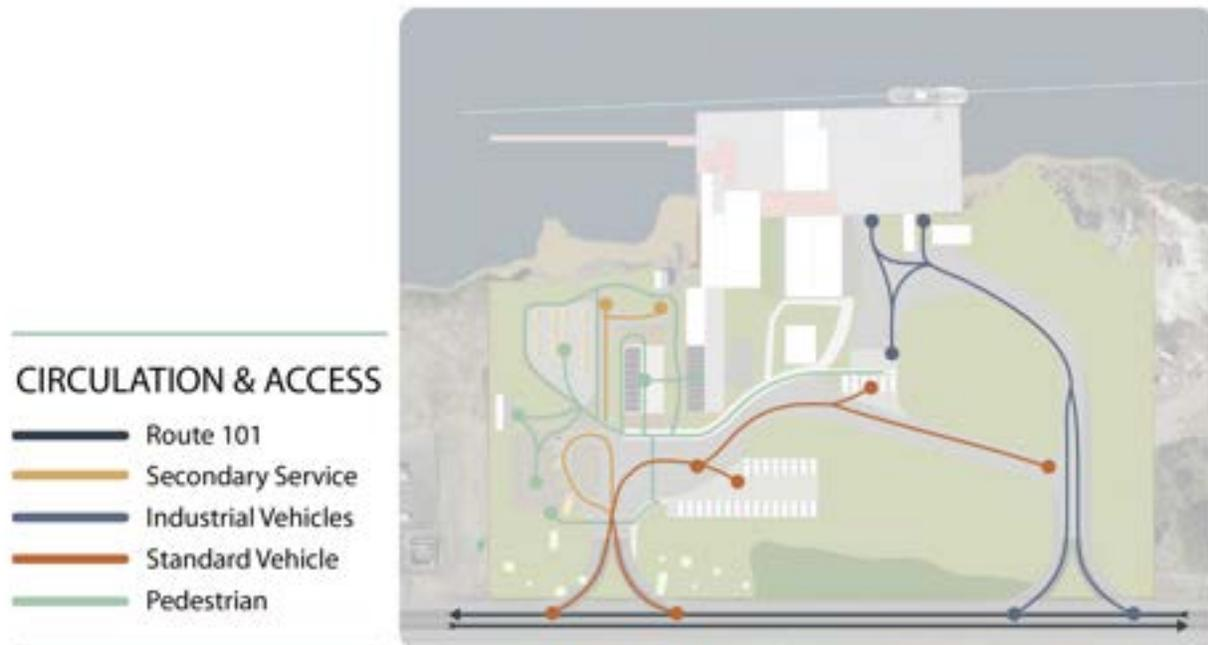 CIRCULATION & ACCESS
Route 101
Secondary Service
Industrial Vehicles
Standard Vehicle
Pedestrian